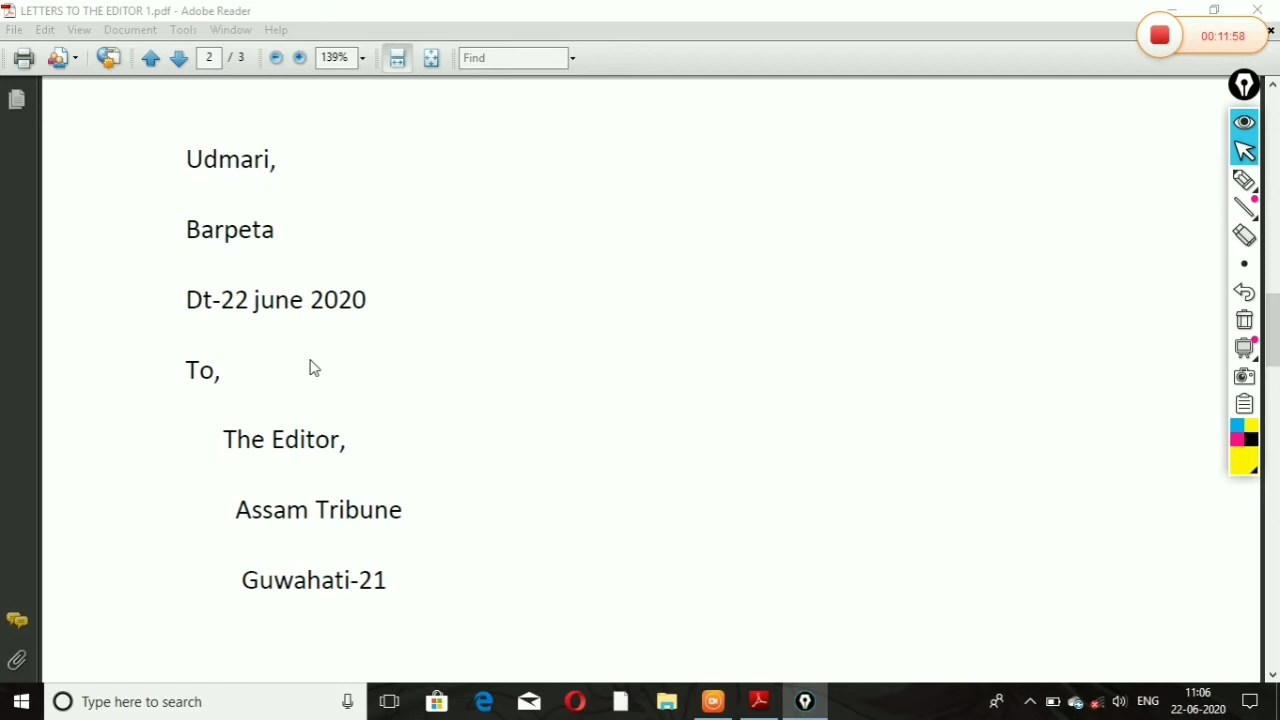 LETTERS TO THE EDITOR 1.pdf - Adobe Reader
File Edit View Document Tools Window Help
00:11:58
2 / 3 139% Find
Udmari,
Barpeta
Dt-22 june 2020
To,
The Editor,
Assam Tribune
Guwahati-21
Type here to search
ENG
11:06
22-06-2020